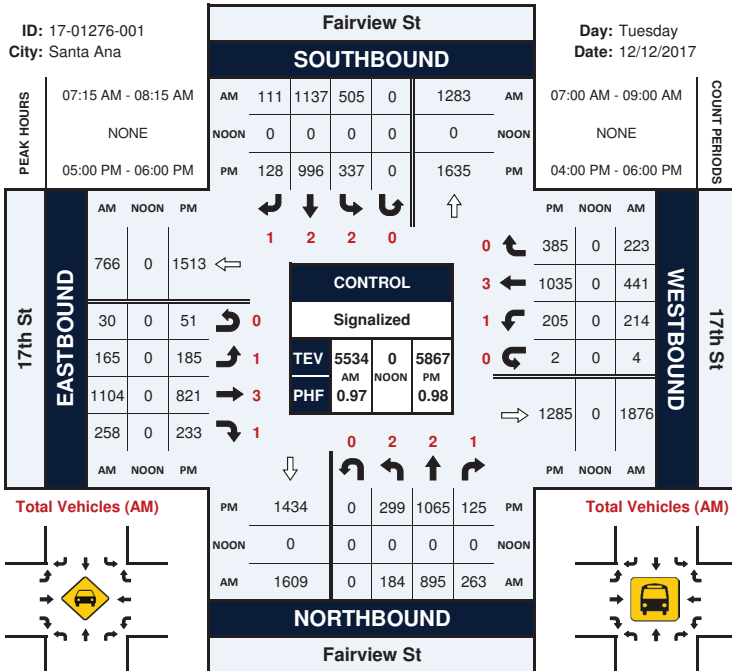 ID: 17-01276-001
City: Santa Ana
Fairview St
SOUTHBOUND
Day: Tuesday
Date: 12/12/2017
PEAK HOURS
07:15 AM - 08:15 AM
NONE
05:00 PM - 06:00 PM
AM 111 1137 505 0 1283 AM
NOON 0 0 0 0 0 NOON
PM 128 996 337 0 1635 PM
07:00 AM - 09:00 AM
NONE
04:00 PM - 06:00 PM
COUNT PERIODS
1 2 2 0
17th St
EASTBOUND
AM NOON PM
766 0 1513
30 0 51 0
165 0 185 1
1104 0 821 3
258 0 233 1
AM NOON PM
CONTROL
Signalized
TEV 5534 0 5867
AM NOON PM
PHF 0.97 0.98
PM NOON AM
0 385 0 223
3 1035 0 441
1 205 0 214
0 2 0 4
1285 0 1876
PM NOON AM
WESTBOUND
17th St
0 2 2 1
PM 1434 0 299 1065 125 PM
NOON 0 0 0 0 0 NOON
AM 1609 0 184 895 263 AM
NORTHBOUND
Fairview St
Total Vehicles (AM)
Total Vehicles (AM)